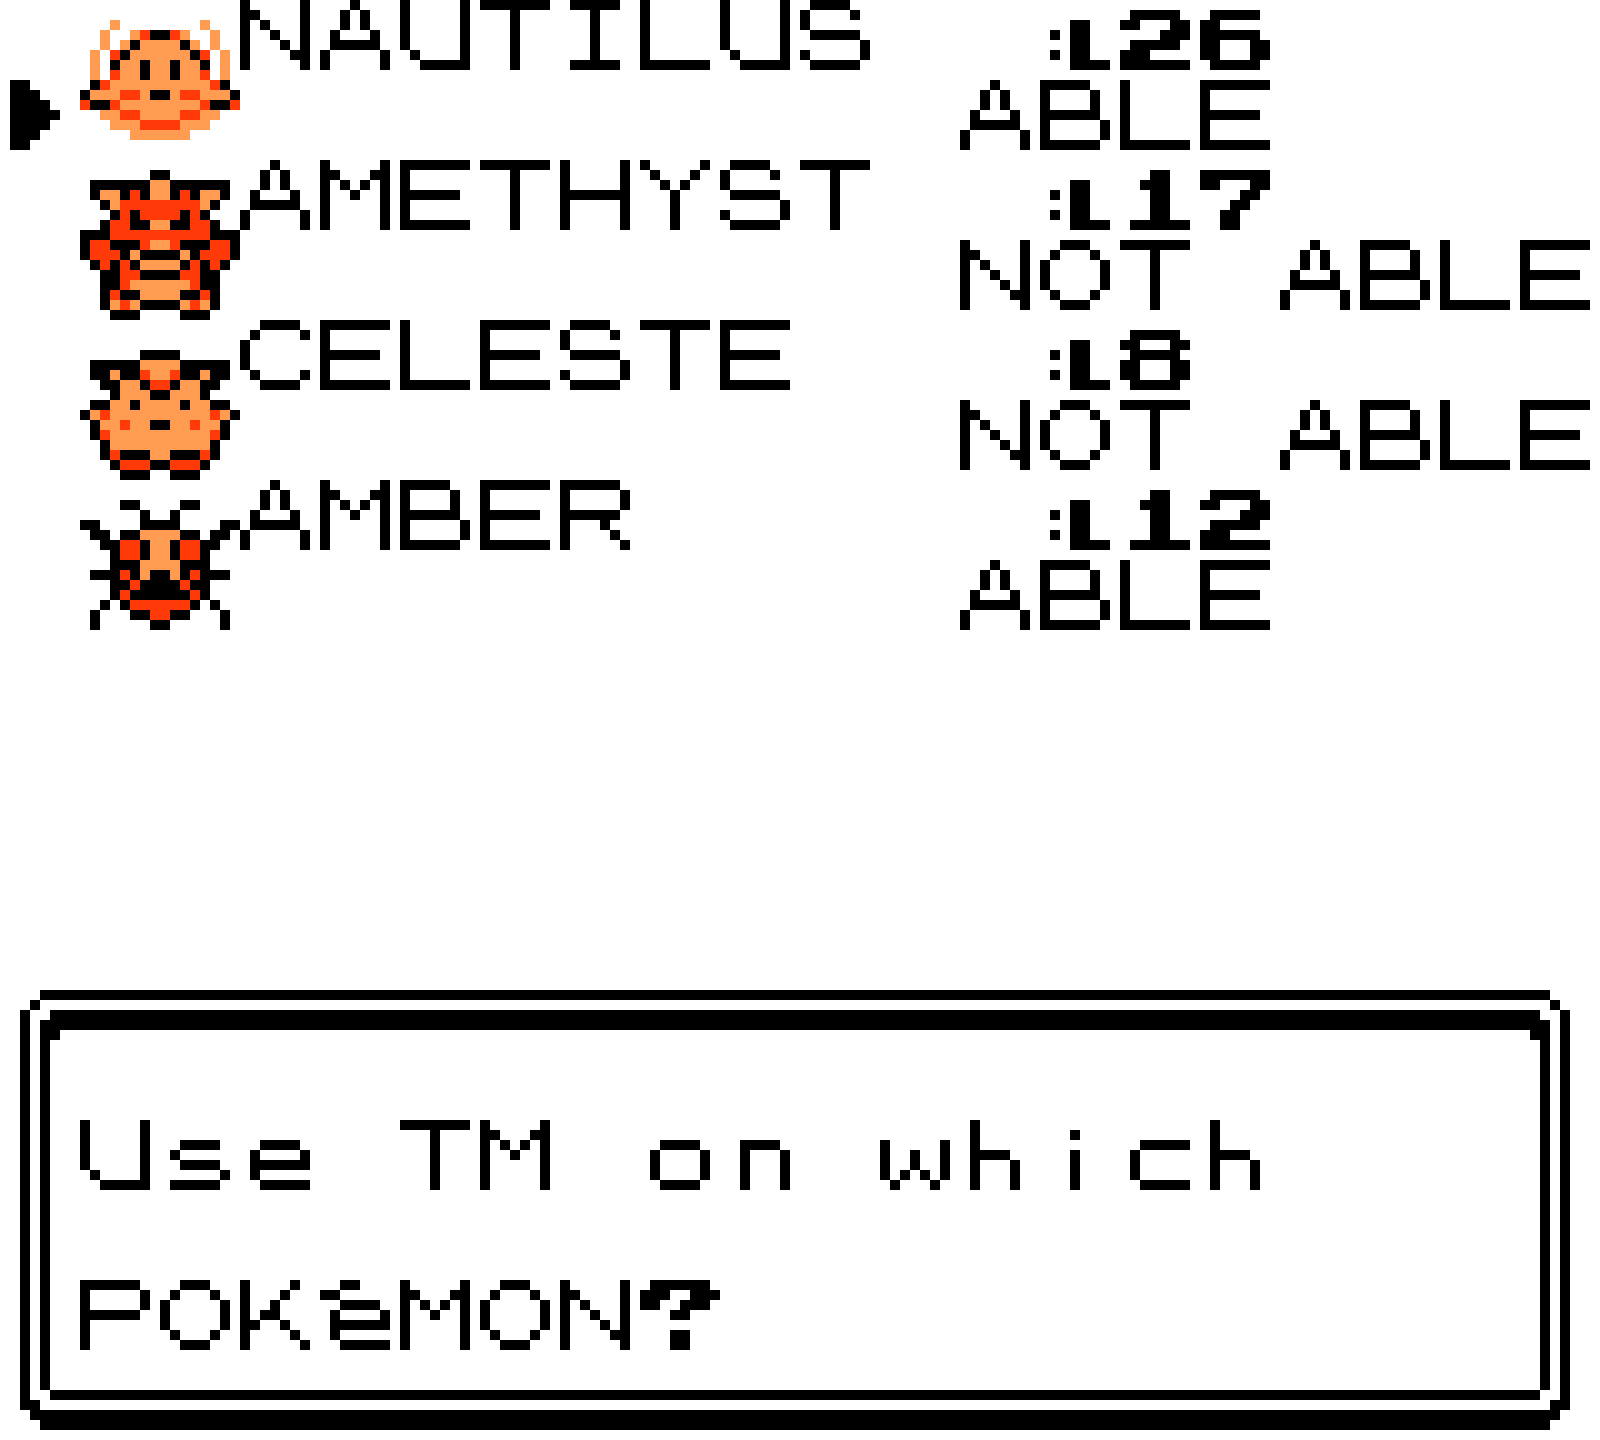 NAUTILUS :L26
ABLE
AMETHYST :L17
NOT ABLE
CELESTE :L8
NOT ABLE
AMBER :L12
ABLE
Use TM on which
POKéMON?